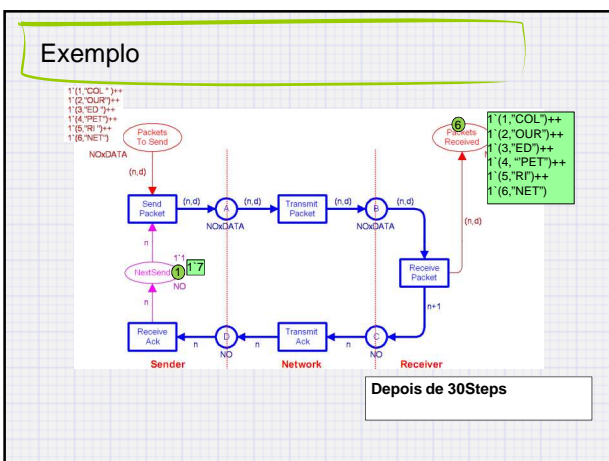 Exemplo
1`(1,"COL" )++
1`(2,"OUR")++
1`(3,"ED ")++
1`(4,"PET")++
1`(5,"RI ")++
1`(6,"NET")
Packets
To Send
NOxDATA
6
Packets
Received
1`(1,"COL")++
1`(2,"OUR")++
1`(3,"ED")++
1`(4, "'PET")++
1`(5,"RI")++
1`(6,"NET")
(n,d)
(n,d)
Send
Packet
(n,d)
A
NOxDATA
(n,d)
Transmit
Packet
(n,d)
B
NOxDATA
(n,d)
n
1`1
NextSend
1
1`7
NO
Receive
Packet
n
n+1
Receive
Ack
n
D
NO
n
Transmit
Ack
n
C
NO
Sender
Network
Receiver
Depois de 30Steps